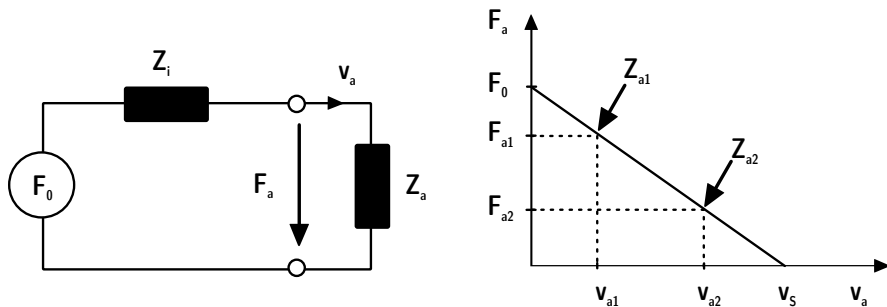 Z_i
v_a
F_0
F_a
Z_a
F_a
F_0
F_a1
F_a2
Z_a1
Z_a2
v_a1 v_a2 v_S v_a